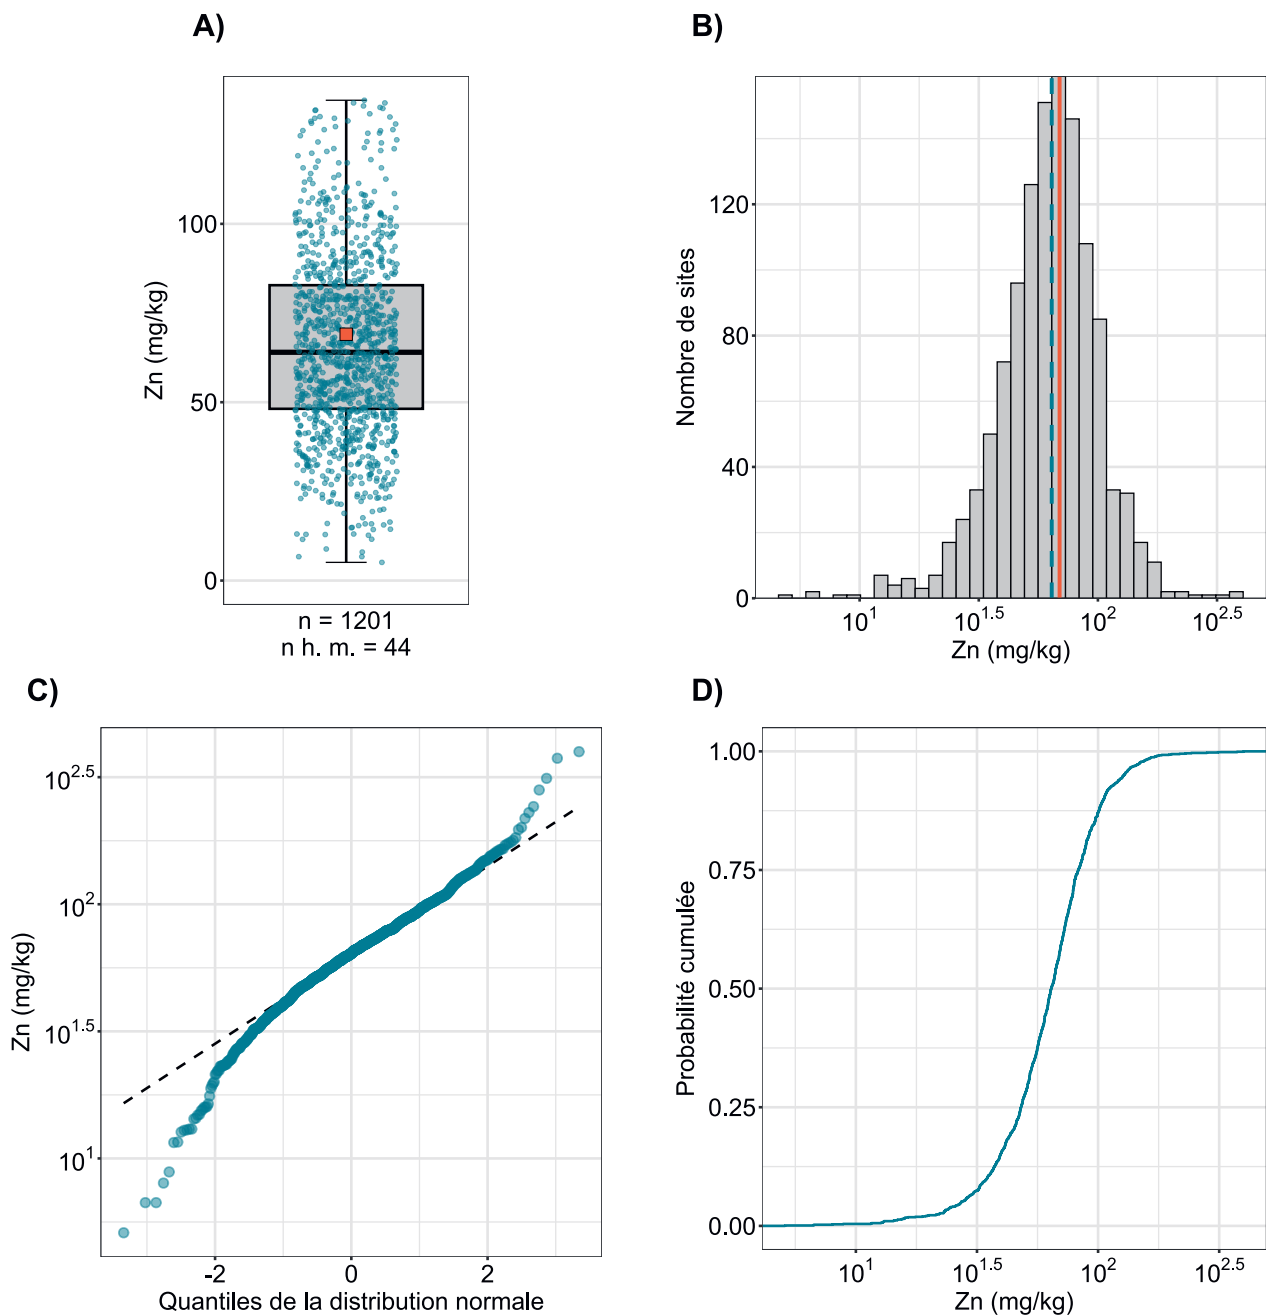 A)
Zn (mg/kg)
100
50
0
n = 1201
n h. m. = 44
B)
Nombre de sites
120
80
40
0
10^1
10^1.5
10^2
10^2.5
Zn (mg/kg)
C)
Zn (mg/kg)
10^2.5
10^2
10^1.5
10^1
-2
0
2
Quantiles de la distribution normale
D)
Probabilité cumulée
1.00
0.75
0.50
0.25
0.00
10^1
10^1.5
10^2
10^2.5
Zn (mg/kg)